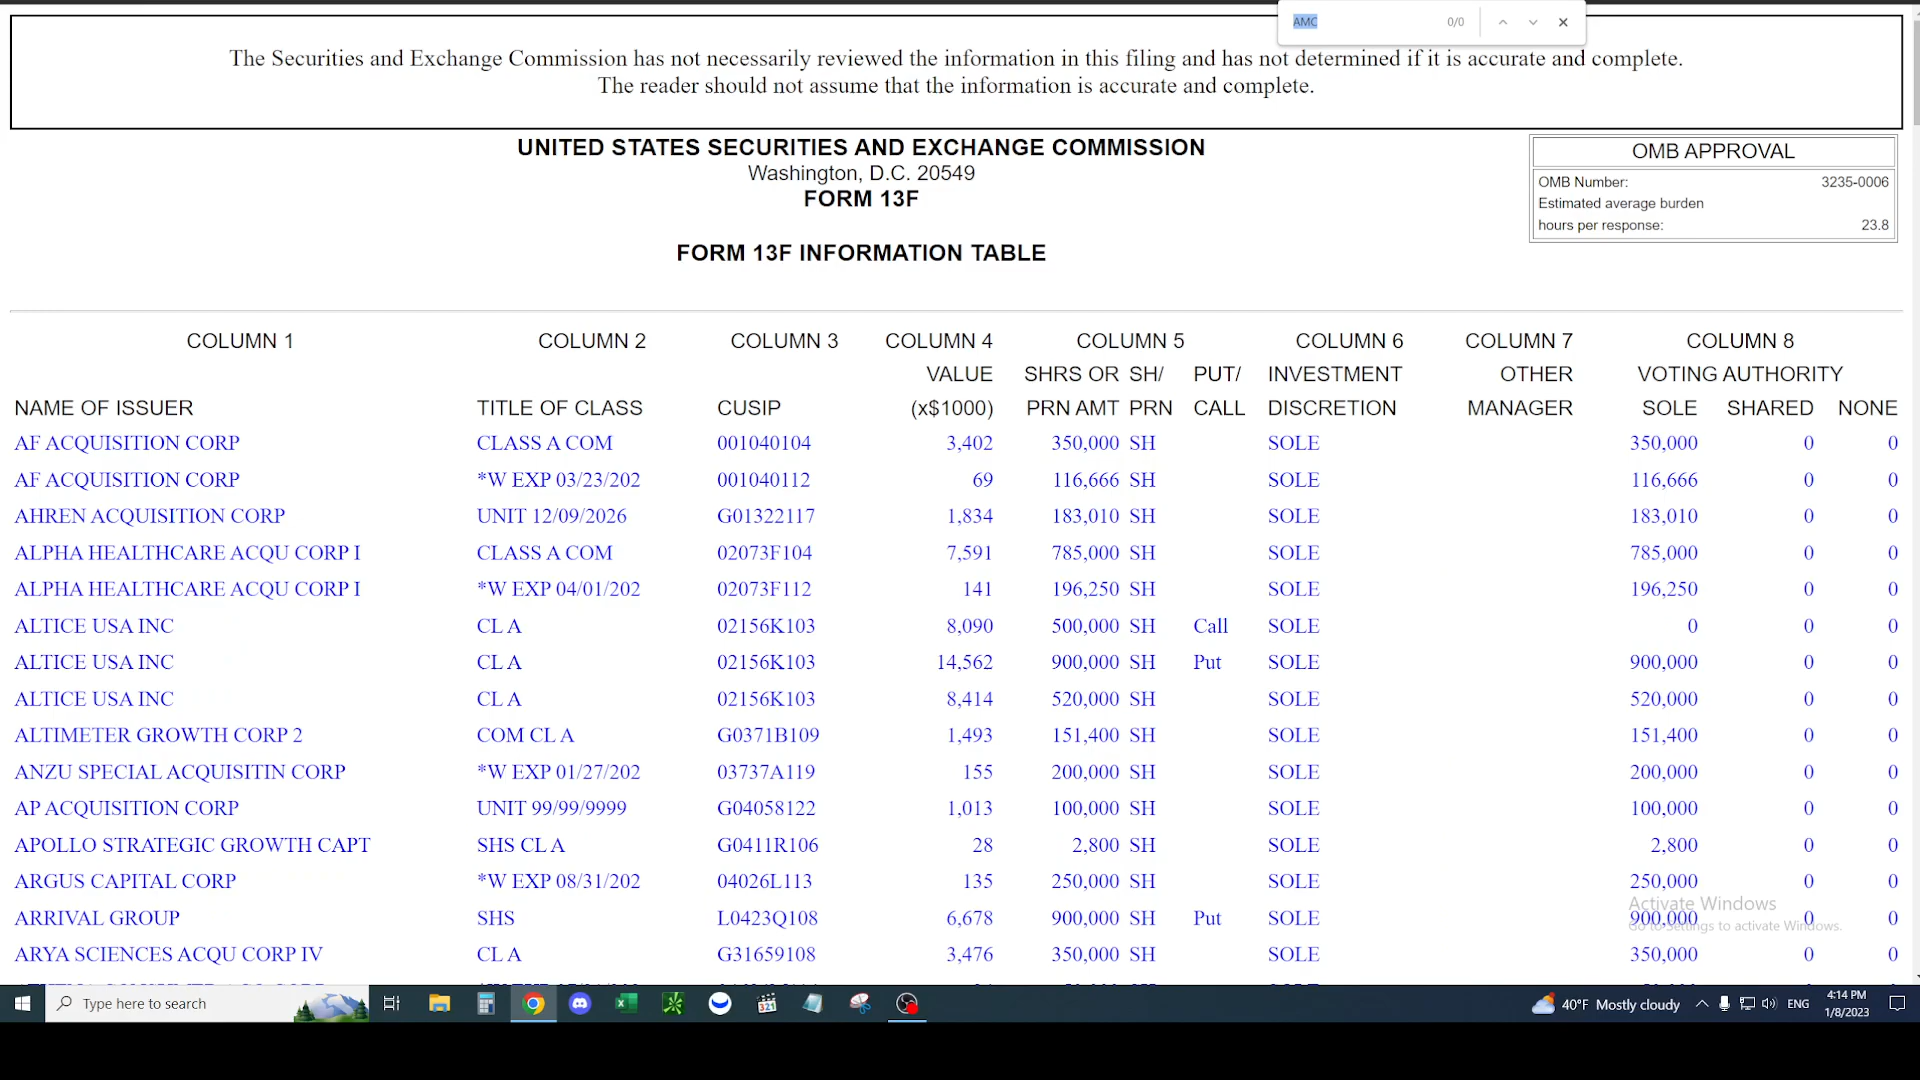 AMC 0/0
The Securities and Exchange Commission has not necessarily reviewed the information in this filing and has not determined if it is accurate and complete.
The reader should not assume that the information is accurate and complete.
UNITED STATES SECURITIES AND EXCHANGE COMMISSION
Washington, D.C. 20549
FORM 13F
FORM 13F INFORMATION TABLE
OMB APPROVAL
OMB Number: 3235-0006
Estimated average burden
hours per response: 23.8
COLUMN 1 COLUMN 2 COLUMN 3 COLUMN 4 COLUMN 5 COLUMN 6 COLUMN 7 COLUMN 8
VALUE SHRS OR SH/ PUT/ INVESTMENT OTHER VOTING AUTHORITY
NAME OF ISSUER TITLE OF CLASS CUSIP (x$1000) PRN AMT PRN CALL DISCRETION MANAGER SOLE SHARED NONE
AF ACQUISITION CORP CLASS A COM 001040104 3,402 350,000 SH SOLE 350,000 0 0
AF ACQUISITION CORP *W EXP 03/23/202 001040112 69 116,666 SH SOLE 116,666 0 0
AHREN ACQUISITION CORP UNIT 12/09/2026 G01322117 1,834 183,010 SH SOLE 183,010 0 0
ALPHA HEALTHCARE ACQU CORP I CLASS A COM 02073F104 7,591 785,000 SH SOLE 785,000 0 0
ALPHA HEALTHCARE ACQU CORP I *W EXP 04/01/202 02073F112 141 196,250 SH SOLE 196,250 0 0
ALTICE USA INC CL A 02156K103 8,090 500,000 SH Call SOLE 0 0 0
ALTICE USA INC CL A 02156K103 14,562 900,000 SH Put SOLE 900,000 0 0
ALTICE USA INC CL A 02156K103 8,414 520,000 SH SOLE 520,000 0 0
ALTIMETER GROWTH CORP 2 COM CL A G0371B109 1,493 151,400 SH SOLE 151,400 0 0
ANZU SPECIAL ACQUISITIN CORP *W EXP 01/27/202 03737A119 155 200,000 SH SOLE 200,000 0 0
AP ACQUISITION CORP UNIT 99/99/9999 G04058122 1,013 100,000 SH SOLE 100,000 0 0
APOLLO STRATEGIC GROWTH CAPT SHS CL A G0411R106 28 2,800 SH SOLE 2,800 0 0
ARGUS CAPITAL CORP *W EXP 08/31/202 04026L113 135 250,000 SH SOLE 250,000 0 0
ARRIVAL GROUP SHS L0423Q108 6,678 900,000 SH Put SOLE 900,000 0 0
ARYA SCIENCES ACQU CORP IV CL A G31659108 3,476 350,000 SH SOLE 350,000 0 0
Activate Windows
Go to Settings to activate Windows.
Type here to search
321
40°F Mostly cloudy ENG 4:14 PM
1/8/2023